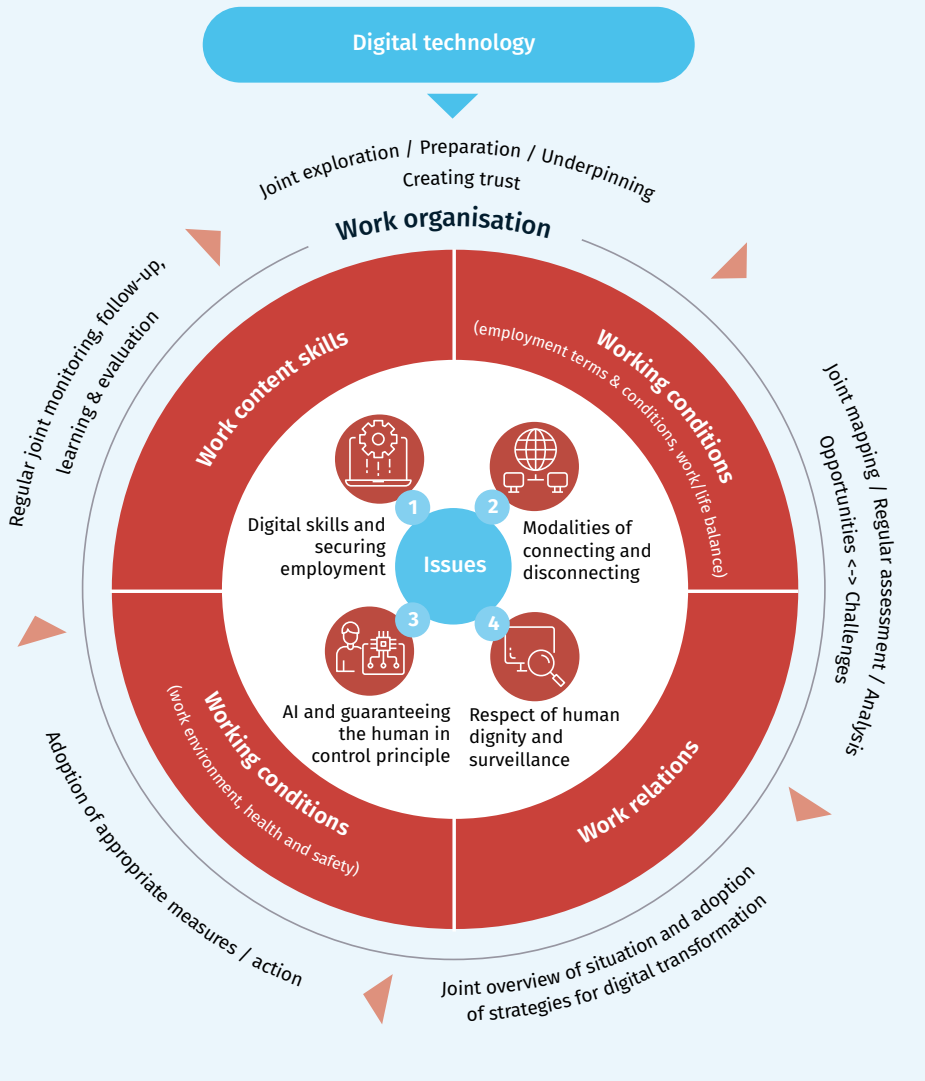 Digital technology
Joint exploration / Preparation / Underpinning
Creating trust
Work organisation
Regular joint monitoring, follow-up,
learning & evaluation
Joint mapping / Regular assessment / Analysis
Opportunities <-> Challenges
Work content skills
Working conditions
(employment terms & conditions, work/life balance)
1
2
Digital skills and
securing
employment
Modalities of
connecting and
disconnecting
Issues
3
4
AI and guaranteeing
the human in
control principle
Respect of human
dignity and
surveillance
Working conditions
(work environment, health and safety)
Work relations
Adoption of appropriate measures / action
Joint overview of situation and adoption
of strategies for digital transformation